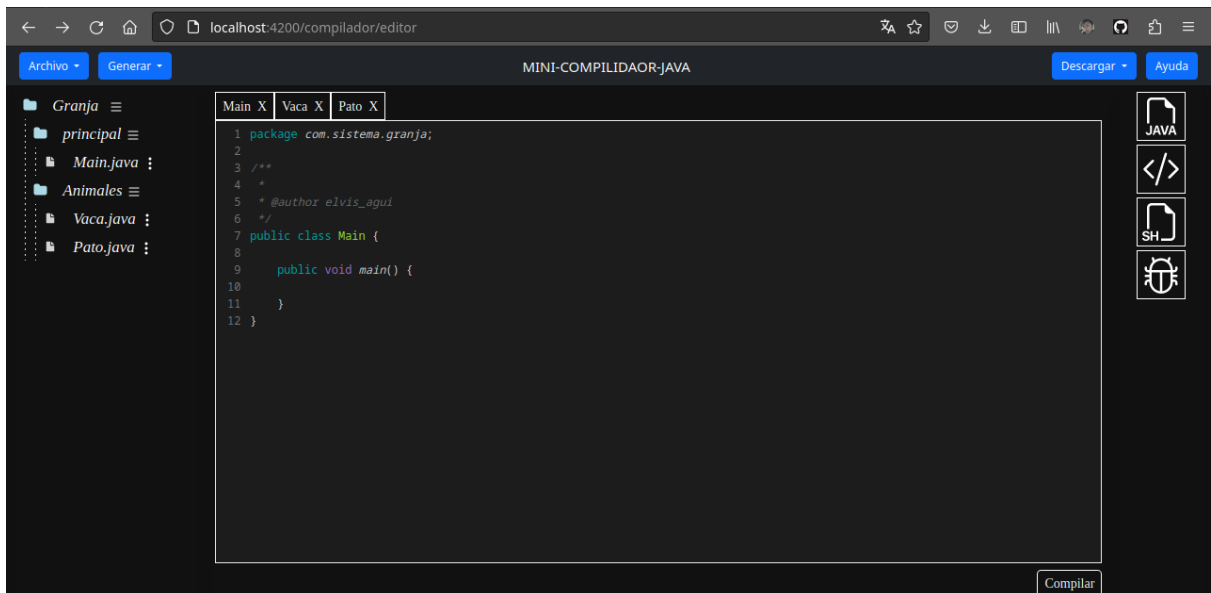 localhost:4200/compilador/editor
Archivo Generar MINI-COMPILIDAOR-JAVA Descargar Ayuda
Granja
principal
Main.java
Animales
Vaca.java
Pato.java
Main X Vaca X Pato X
1 package com.sistema.granja;
2
3 /**
4 *
5 * @author elvis_agui
6 */
7 public class Main {
8
9 public void main() {
10
11 }
12 }
JAVA
</>
SH
Compilar